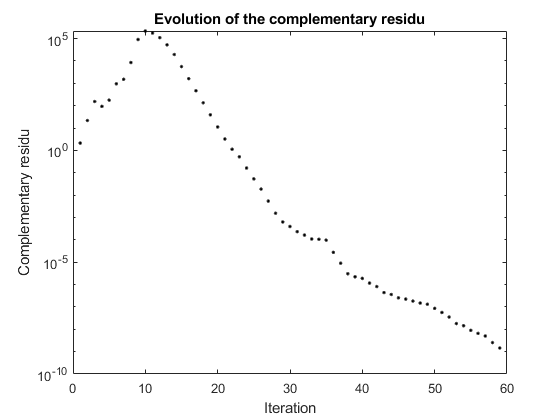 Evolution of the complementary residu
10^5
10^0
10^-5
10^-10
Complementary residu
0 10 20 30 40 50 60
Iteration